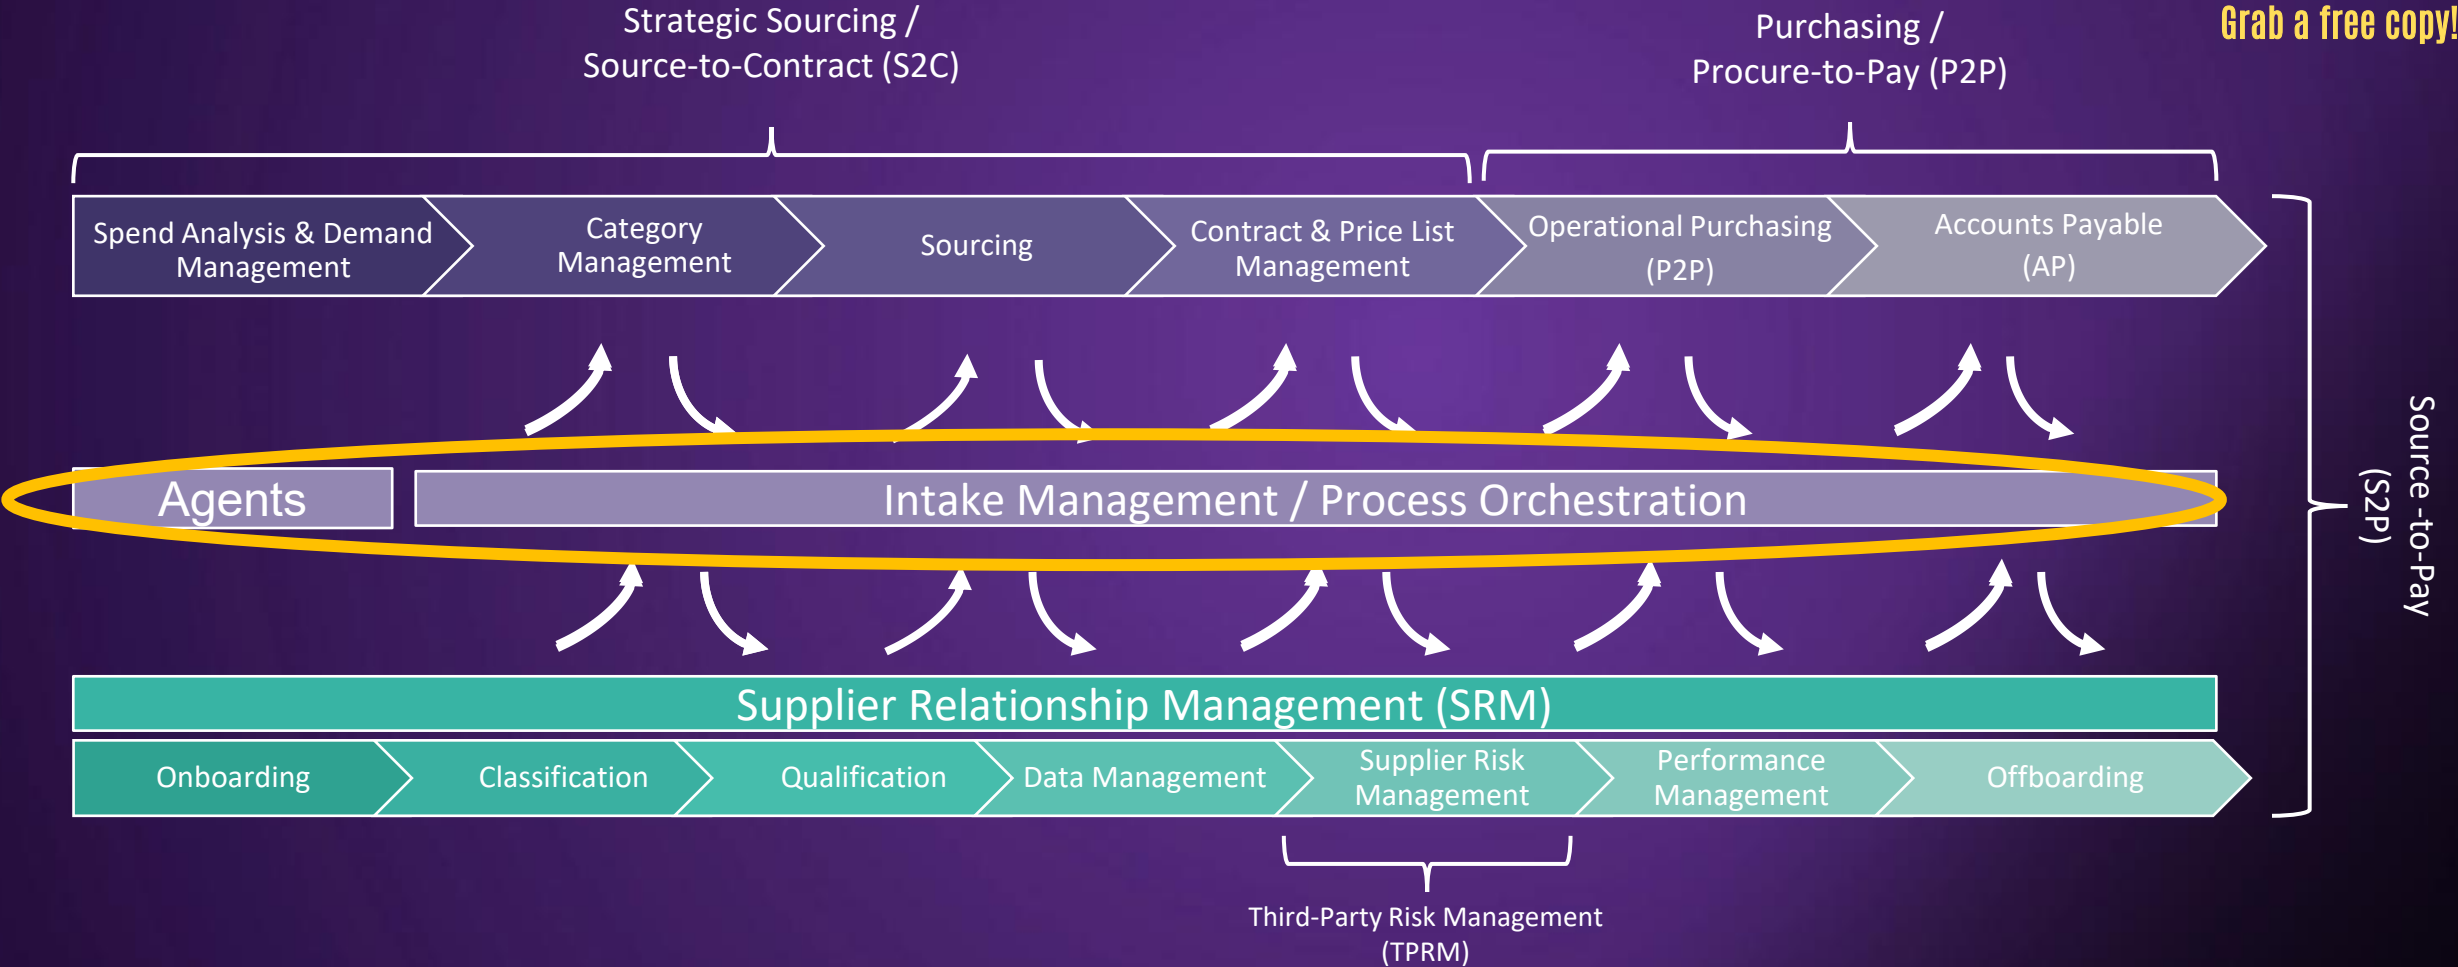 Strategic Sourcing /
Source-to-Contract (S2C)
Purchasing /
Procure-to-Pay (P2P)
Grab a free copy!
Spend Analysis & Demand
Management
Category
Management
Sourcing
Contract & Price List
Management
Operational Purchasing
(P2P)
Accounts Payable
(AP)
Source -to-Pay
(S2P)
Agents
Intake Management / Process Orchestration
Supplier Relationship Management (SRM)
Onboarding
Classification
Qualification
Data Management
Supplier Risk
Management
Performance
Management
Offboarding
Third-Party Risk Management
(TPRM)